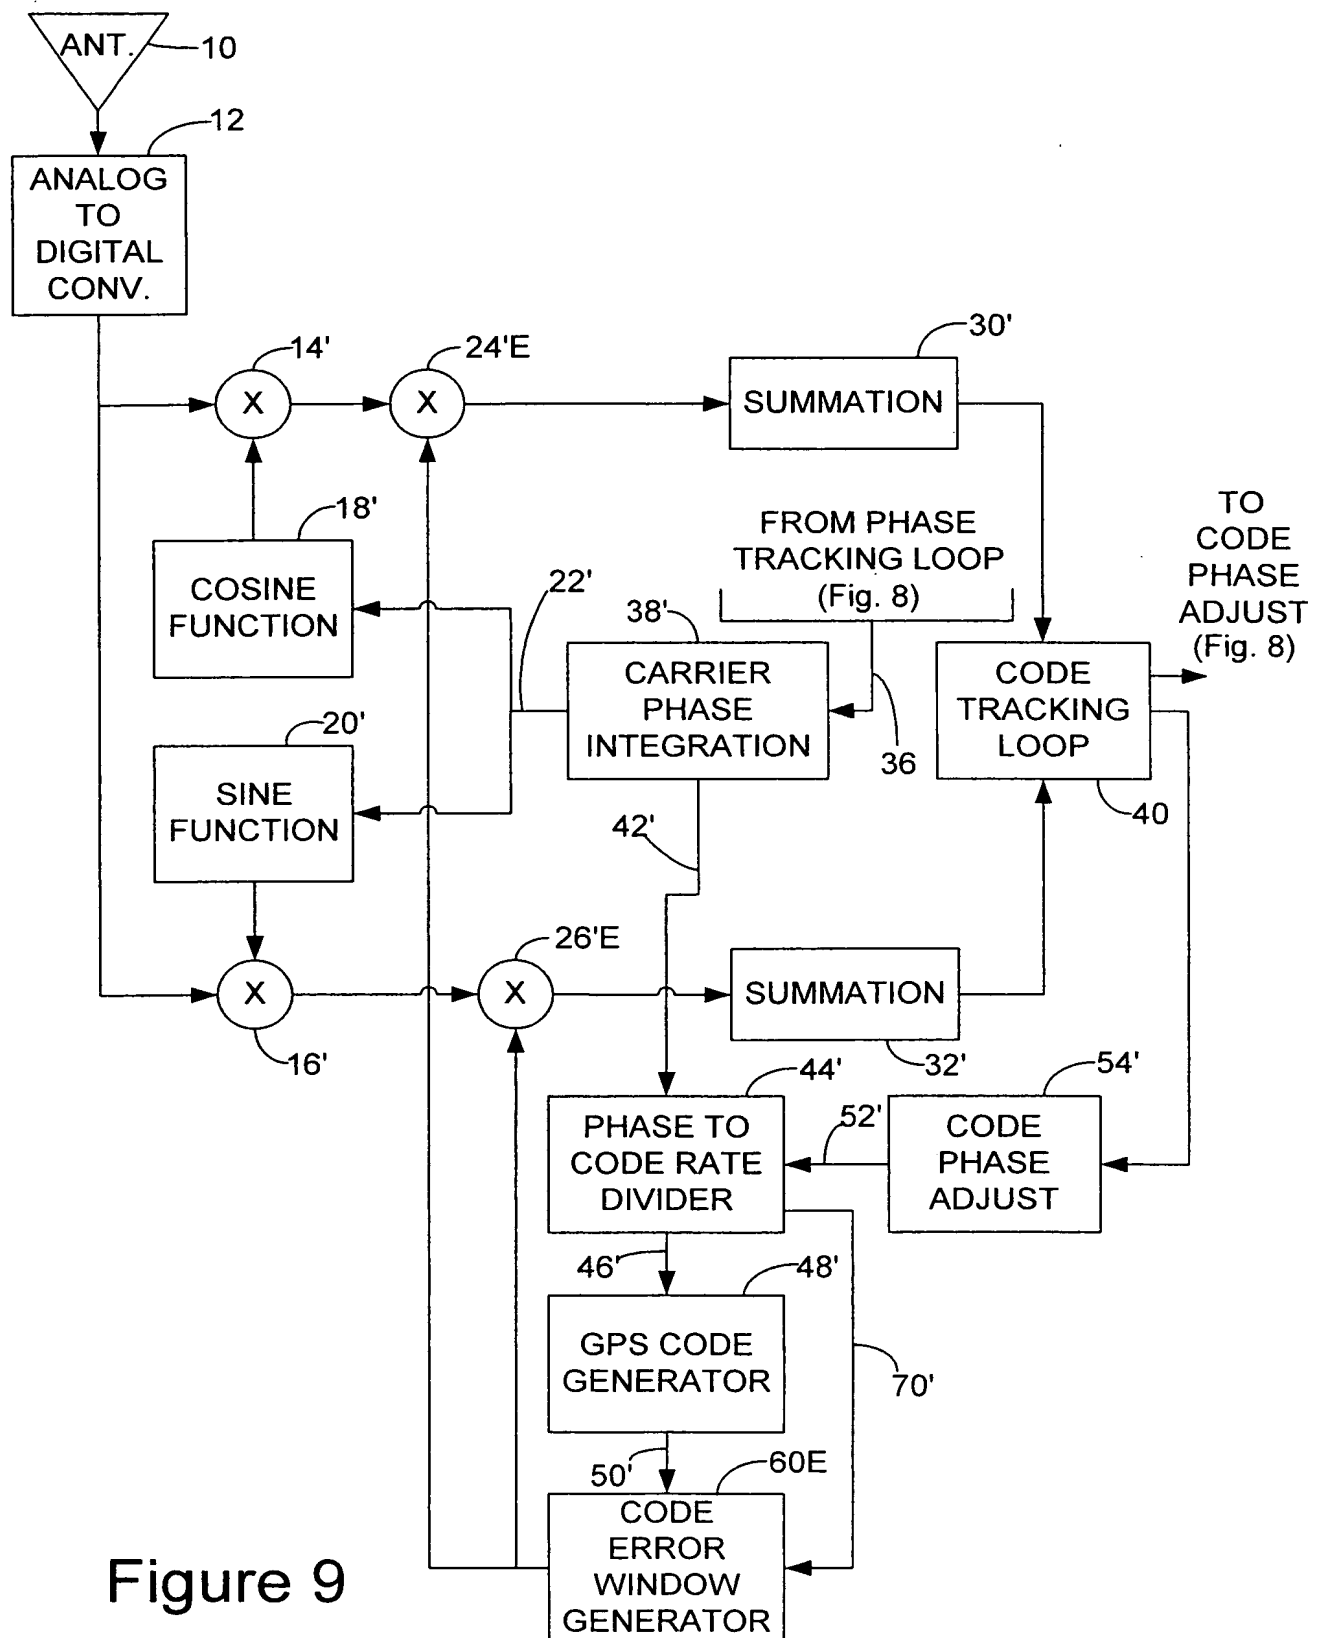 ANT.
10
12
ANALOG
TO
DIGITAL
CONV.
14'
24'E
30'
X
X
SUMMATION
18'
COSINE
FUNCTION
22'
FROM PHASE
TRACKING LOOP
(Fig. 8)
TO
CODE
PHASE
ADJUST
(Fig. 8)
38'
CARRIER
PHASE
INTEGRATION
36
CODE
TRACKING
LOOP
40
20'
SINE
FUNCTION
42'
26'E
X
X
SUMMATION
16'
32'
44'
54'
PHASE TO
CODE RATE
DIVIDER
52'
CODE
PHASE
ADJUST
46'
48'
GPS CODE
GENERATOR
70'
50'
60E
CODE
ERROR
WINDOW
GENERATOR
Figure 9